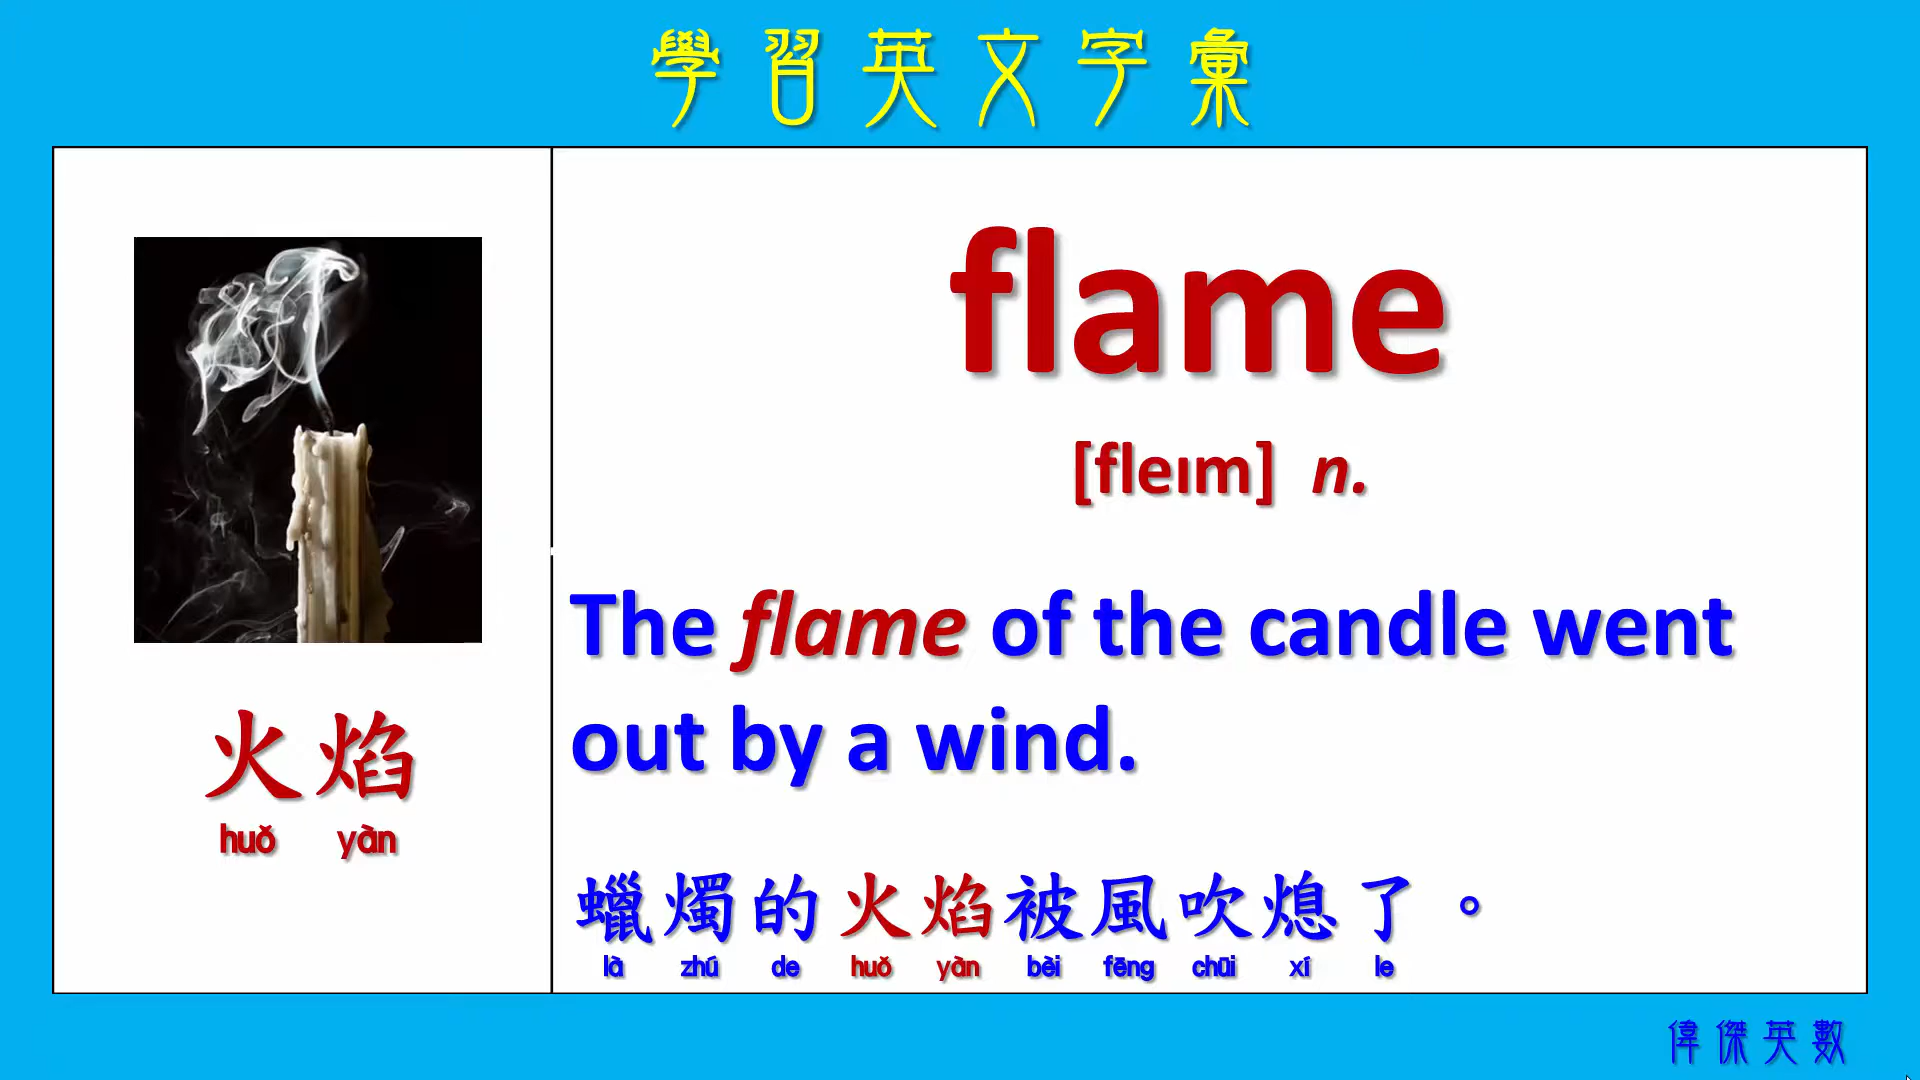 學習英文字彙
火焰
huǒ yàn
flame
[fleɪm] n.
The flame of the candle went
out by a wind.
蠟燭的火焰被風吹熄了。
là zhú de huǒ yàn bèi fēng chūi xí le
偉傑英數